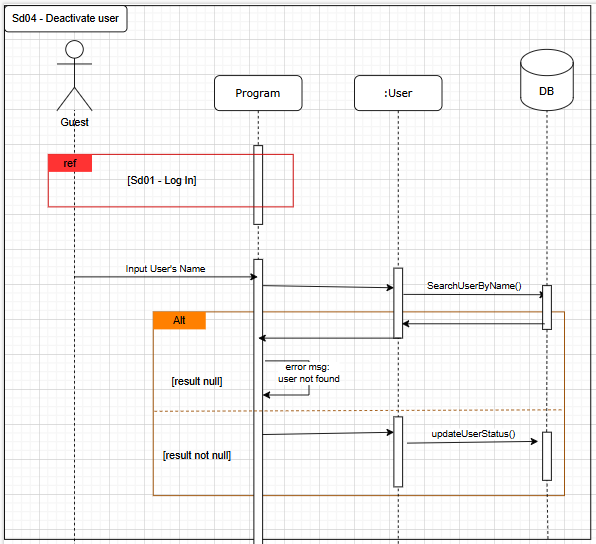 Sd04 - Deactivate user
Program
:User
DB
Guest
ref
[Sd01 - Log In]
Input User's Name
SearchUserByName()
Alt
error msg:
user not found
[result null]
updateUserStatus()
[result not null]